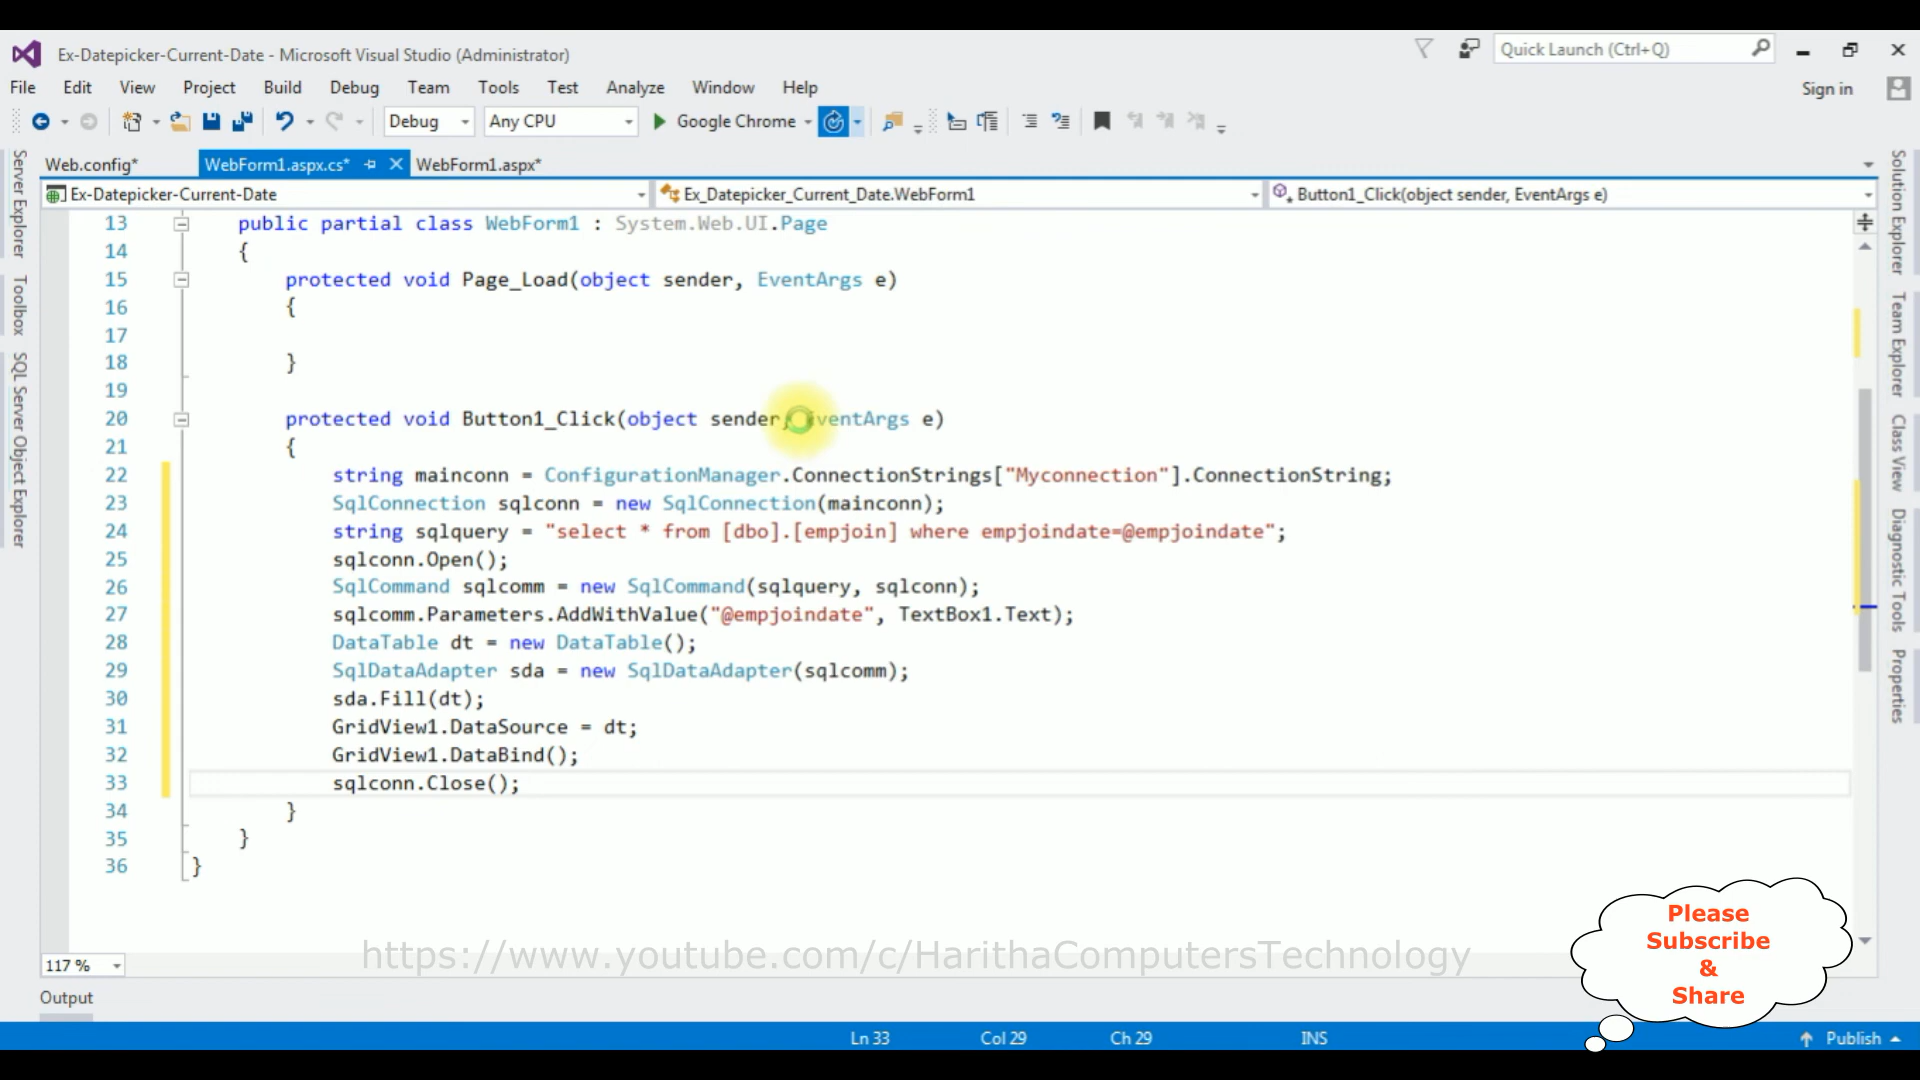 Ex-Datepicker-Current-Date - Microsoft Visual Studio (Administrator)
Quick Launch (Ctrl+Q)
File Edit View Project Build Debug Team Tools Test Analyze Window Help
Sign in
Debug Any CPU Google Chrome
Web.config* WebForm1.aspx.cs* WebForm1.aspx*
Ex-Datepicker-Current-Date Ex_Datepicker_Current_Date.WebForm1 Button1_Click(object sender, EventArgs e)
Server Explorer
Toolbox
SQL Server Object Explorer
13 public partial class WebForm1 : System.Web.UI.Page
14 {
15 protected void Page_Load(object sender, EventArgs e)
16 {
17
18 }
19
20 protected void Button1_Click(object sender, EventArgs e)
21 {
22 string mainconn = ConfigurationManager.ConnectionStrings["Myconnection"].ConnectionString;
23 SqlConnection sqlconn = new SqlConnection(mainconn);
24 string sqlquery = "select * from [dbo].[empjoin] where empjoindate=@empjoindate";
25 sqlconn.Open();
26 SqlCommand sqlcomm = new SqlCommand(sqlquery, sqlconn);
27 sqlcomm.Parameters.AddWithValue("@empjoindate", TextBox1.Text);
28 DataTable dt = new DataTable();
29 SqlDataAdapter sda = new SqlDataAdapter(sqlcomm);
30 sda.Fill(dt);
31 GridView1.DataSource = dt;
32 GridView1.DataBind();
33 sqlconn.Close();
34 }
35 }
36 }
Solution Explorer
Team Explorer
Class View
Diagnostic Tools
Properties
Please
Subscribe
&
Share
https://www.youtube.com/c/HarithaComputersTechnology
117 %
Output
Ln 33 Col 29 Ch 29 INS Publish